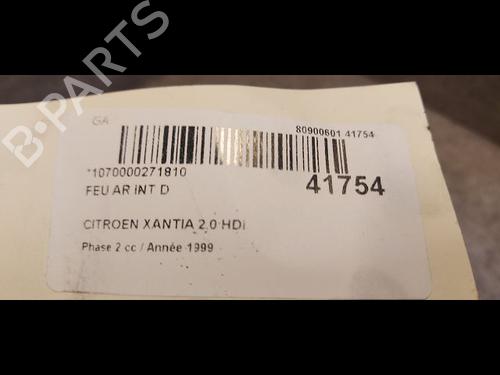 B-PARTS
GA
80900601 41754
*1070000271810
FEU AR INT D
41754
CITROEN XANTIA 2.0 HDi
Phase 2 cc / Année 1999